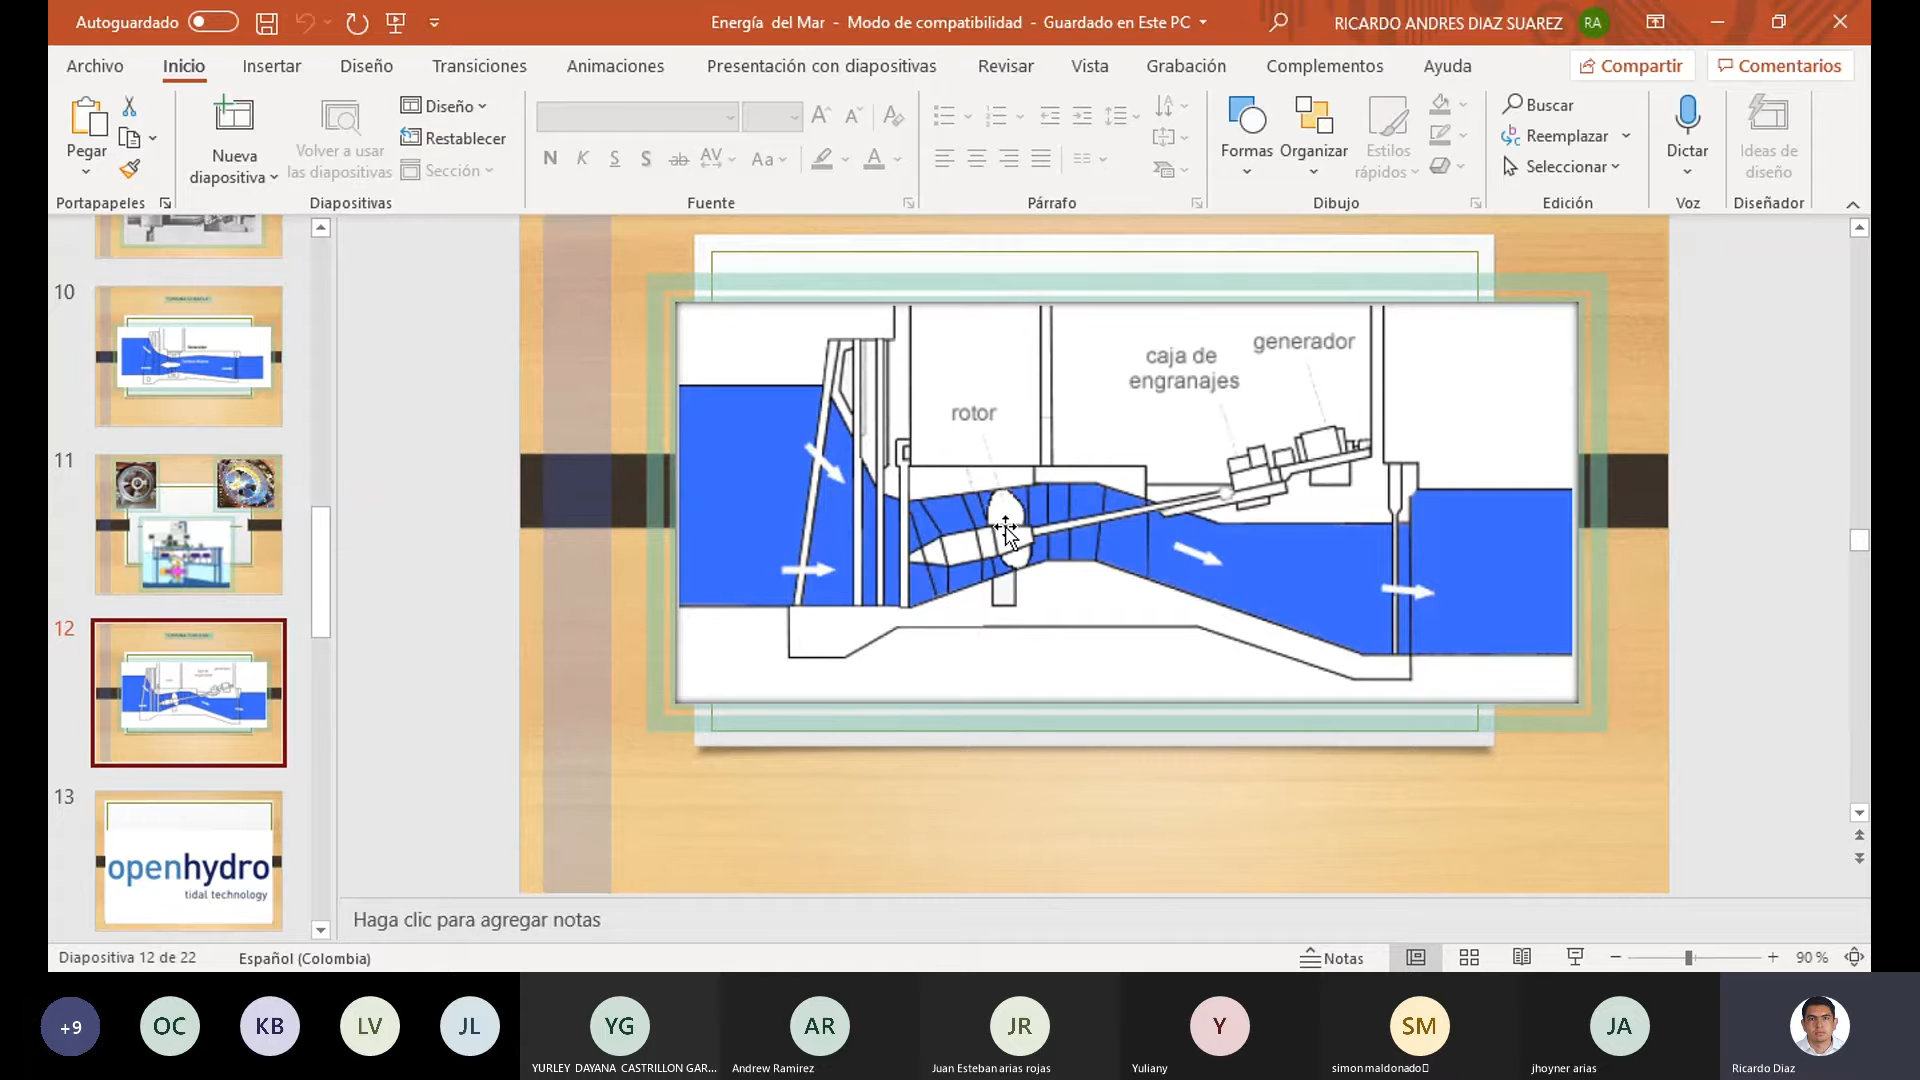 Autoguardado
Energía del Mar - Modo de compatibilidad - Guardado en Este PC
RICARDO ANDRES DIAZ SUAREZ
RA
Archivo
Inicio
Insertar
Diseño
Transiciones
Animaciones
Presentación con diapositivas
Revisar
Vista
Grabación
Complementos
Ayuda
Compartir
Comentarios
Pegar
Nueva
diapositiva
Volver a usar
las diapositivas
Diseño
Restablecer
Sección
N K S S ab AV Aa A
Formas
Organizar
Estilos
rápidos
Buscar
Reemplazar
Seleccionar
Dictar
Ideas de
diseño
Portapapeles
Diapositivas
Fuente
Párrafo
Dibujo
Edición
Voz
Diseñador
10
11
12
13
openhydro
tidal technology
rotor
caja de
engranajes
generador
Haga clic para agregar notas
Diapositiva 12 de 22
Español (Colombia)
Notas
90 %
+9
OC
KB
LV
JL
YG
YURLEY DAYANA CASTRILLON GAR...
AR
Andrew Ramirez
JR
Juan Esteban arias rojas
Y
Yuliany
SM
simon maldonado
JA
jhoyner arias
Ricardo Diaz